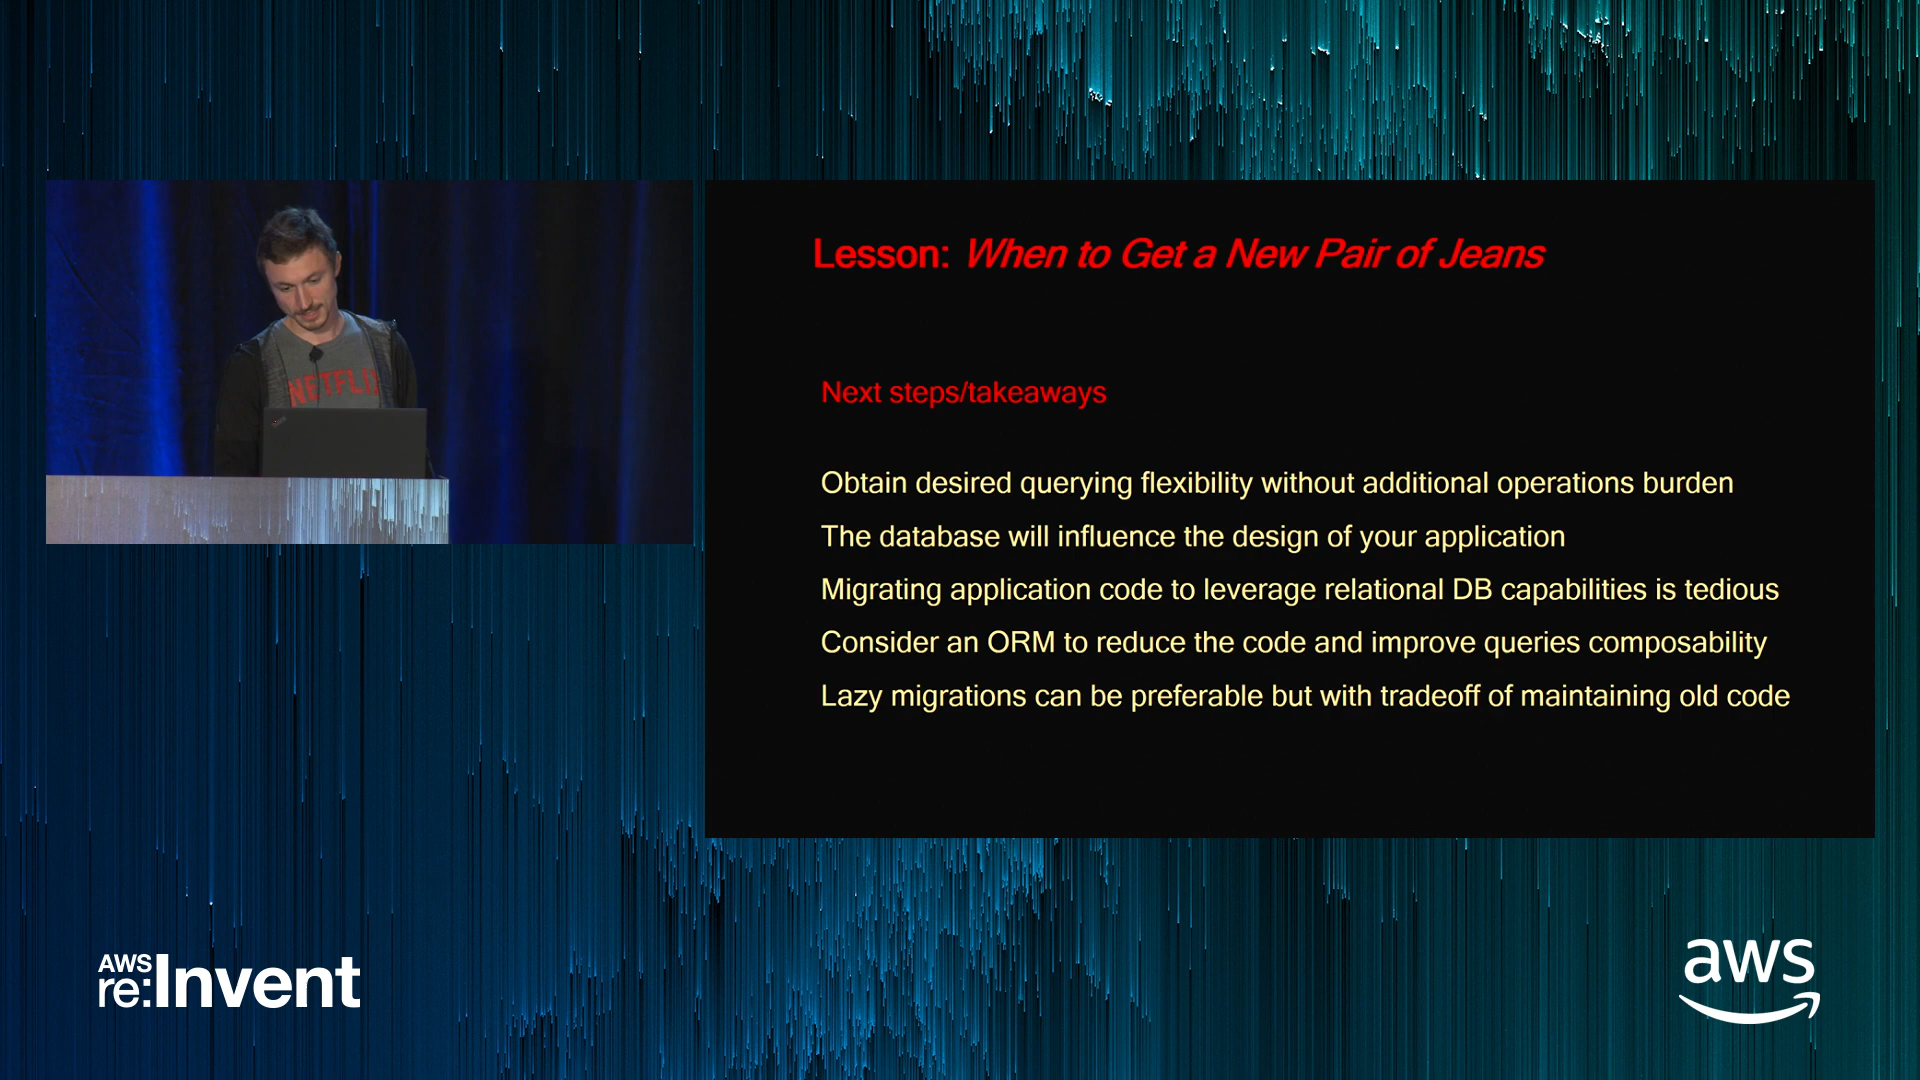 NETFLIX
Lesson: When to Get a New Pair of Jeans
Next steps/takeaways
Obtain desired querying flexibility without additional operations burden
The database will influence the design of your application
Migrating application code to leverage relational DB capabilities is tedious
Consider an ORM to reduce the code and improve queries composability
Lazy migrations can be preferable but with tradeoff of maintaining old code
AWS
re:Invent
aws